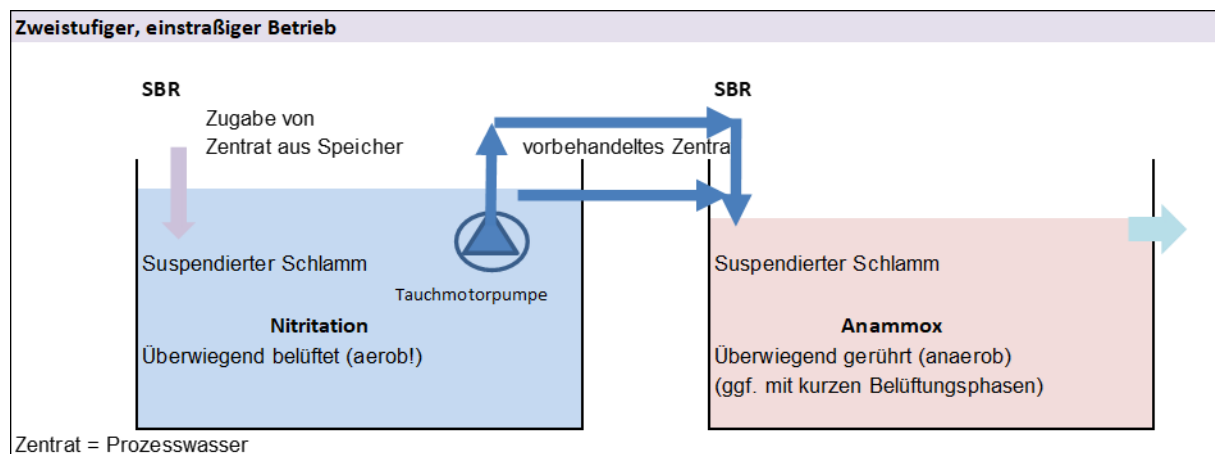 Zweistufiger, einstraßiger Betrieb
SBR
Zugabe von
Zentrat aus Speicher
vorbehandeltes Zentra
SBR
Suspendierter Schlamm
Tauchmotorpumpe
Nitritation
Überwiegend belüftet (aerob!)
Suspendierter Schlamm
Anammox
Überwiegend gerührt (anaerob)
(ggf. mit kurzen Belüftungsphasen)
Zentrat = Prozesswasser